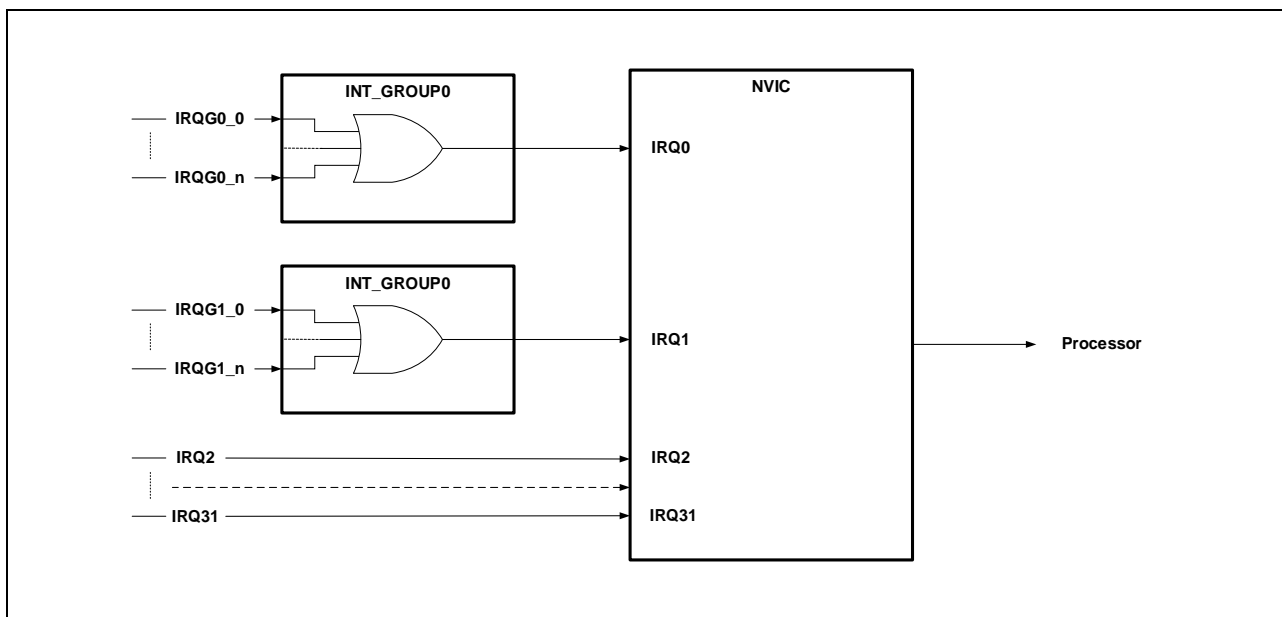 INT_GROUP0
NVIC
IRQG0_0
IRQ0
IRQG0_n
INT_GROUP0
IRQG1_0
IRQ1
Processor
IRQG1_n
IRQ2
IRQ2
IRQ31
IRQ31